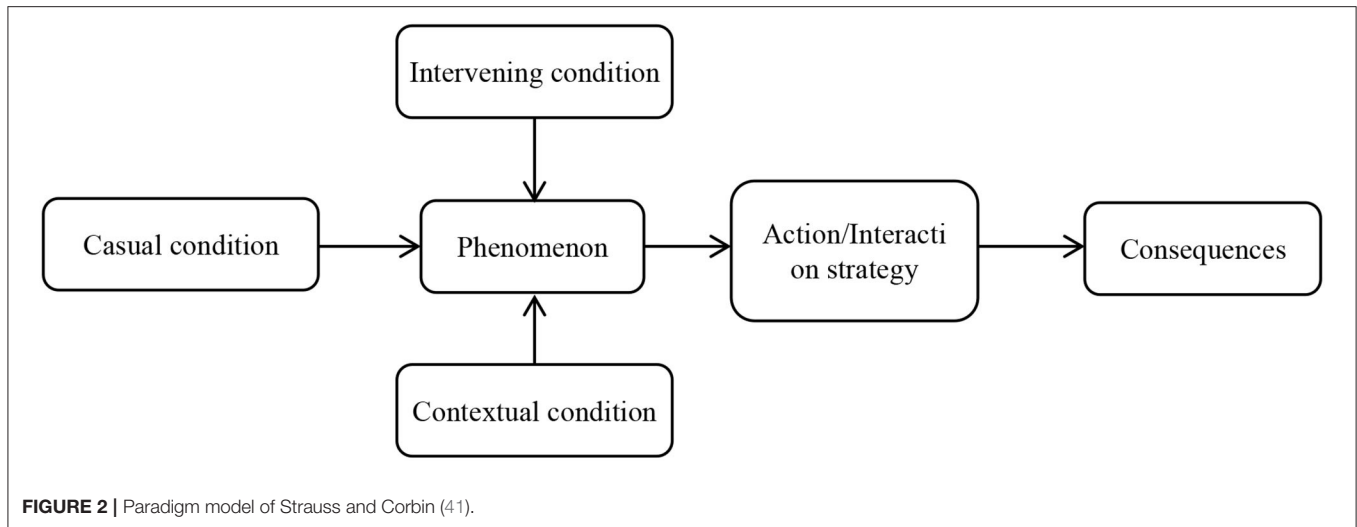 Intervening condition
Casual condition
Phenomenon
Action/Interacti
on strategy
Consequences
Contextual condition
FIGURE 2 | Paradigm model of Strauss and Corbin (41).